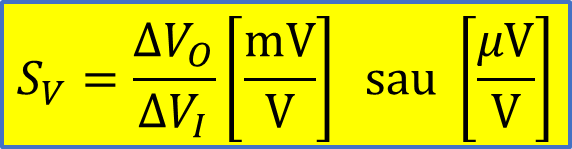 S_V = ΔV_O / ΔV_I [mV / V] sau [μV / V]